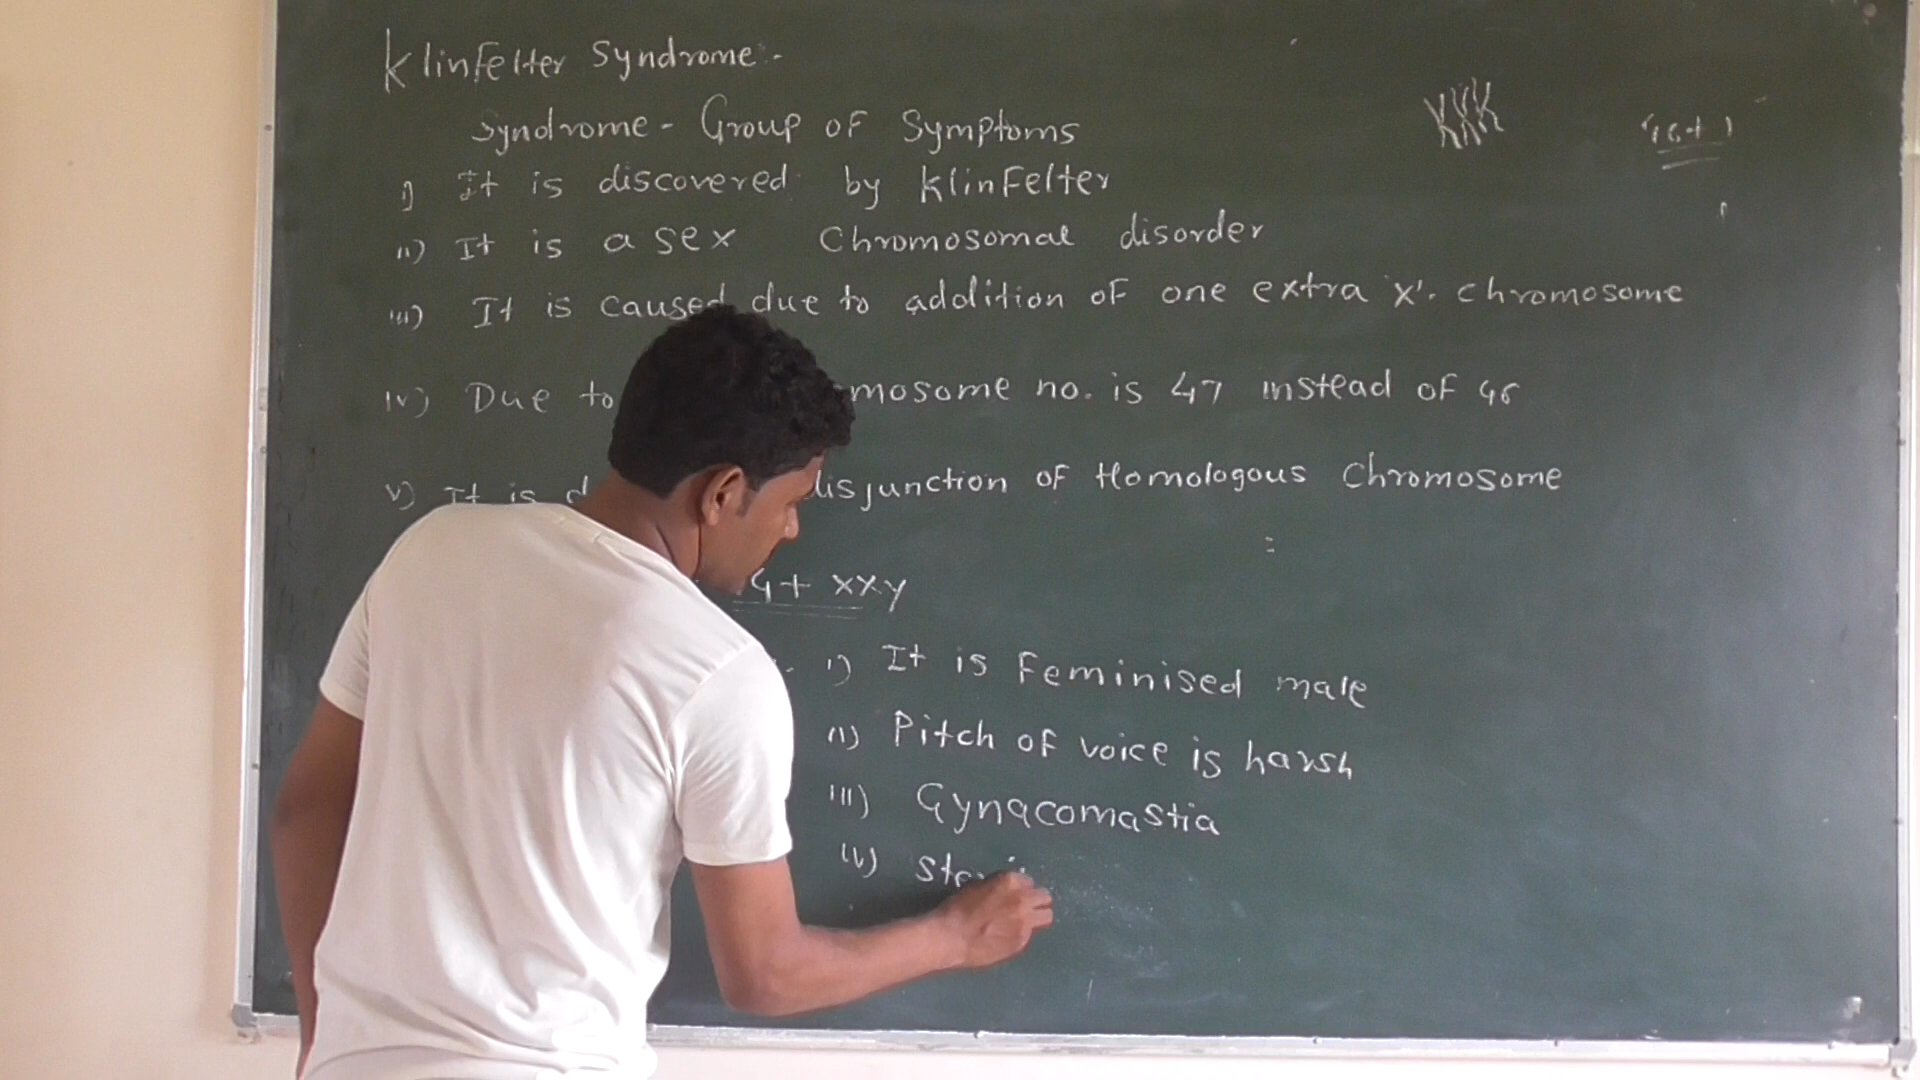 Klinfelter Syndrome:-
Syndrome - Group of Symptoms
i) It is discovered by Klinfelter
ii) It is a sex Chromosomal disorder
iii) It is caused due to addition of one extra 'x'. chromosome
iv) Due to mosome no. is 47 instead of 46
v) It is disjunction of Homologous Chromosome
4+ xxy
i) It is Feminised male
ii) Pitch of voice is harsh
iii) Gynacomastia
iv)